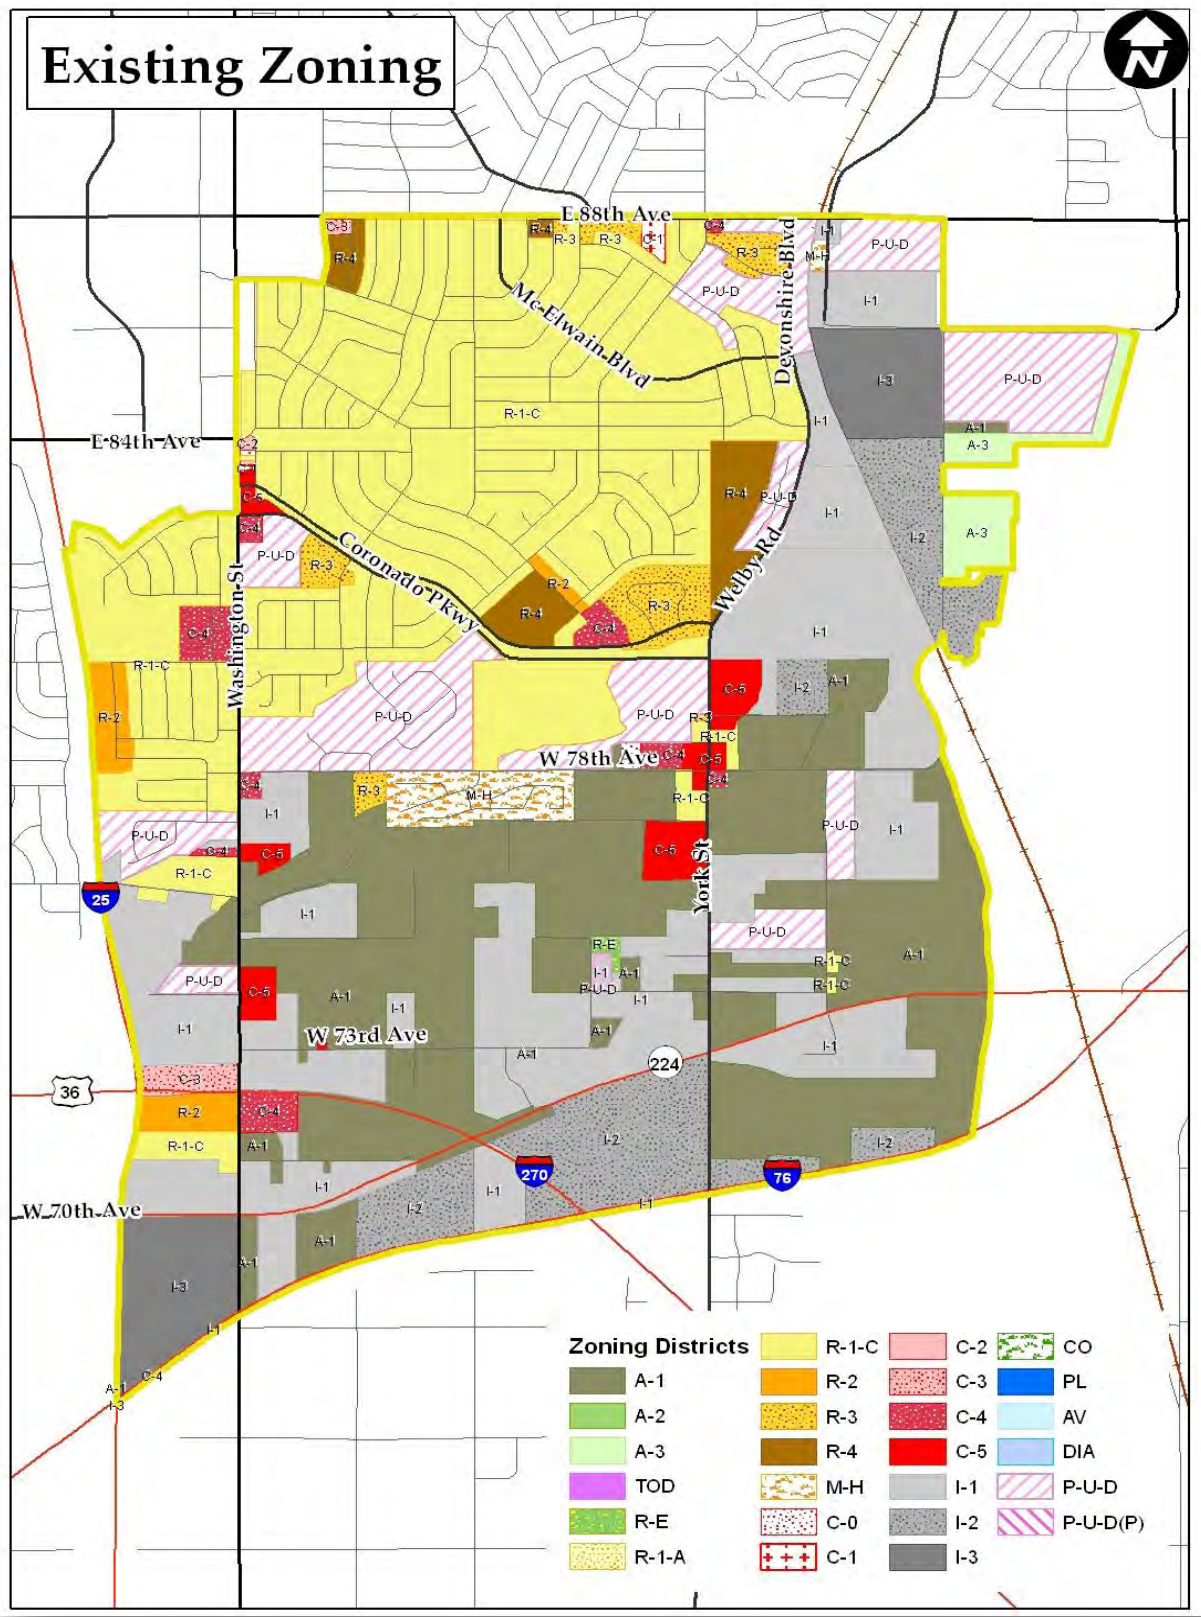 Existing Zoning
N
E 88th Ave
C-3
R-4
R-4
R-3
R-3
C-1
C-4
R-3
I-1
M-H
P-U-D
P-U-D
I-1
Mc-Elwain Blvd
Devonshire Blvd
I-3
P-U-D
R-1-C
I-1
A-1
A-3
E 84th Ave
C-2
C-5
R-4
P-U-D
I-1
I-2
A-3
C-4
P-U-D
R-3
Coronado Pkwy
R-2
R-4
C-4
R-3
Welby Rd
I-1
C-4
Washington St
R-1-C
R-2
P-U-D
P-U-D
R-3
C-5
I-2
A-1
R-1-C
W 78th Ave
C-4
C-5
C-4
C-4
I-1
R-3
M-H
R-1-C
P-U-D
I-1
P-U-D
C-4
C-5
R-1-C
C-5
York St
25
I-1
P-U-D
R-E
I-1
A-1
P-U-D
R-1-C
R-1-C
A-1
P-U-D
C-5
A-1
I-1
I-1
I-1
W 73rd Ave
A-1
A-1
224
I-1
36
C-3
R-2
C-4
R-1-C
A-1
I-2
I-2
270
76
I-1
I-1
I-2
I-1
W 70th Ave
A-1
A-1
I-3
I-1
C-4
A-1
I-3
Zoning Districts
A-1
A-2
A-3
TOD
R-E
R-1-A
R-1-C
R-2
R-3
R-4
M-H
C-0
C-1
C-2
C-3
C-4
C-5
I-1
I-2
I-3
CO
PL
AV
DIA
P-U-D
P-U-D(P)